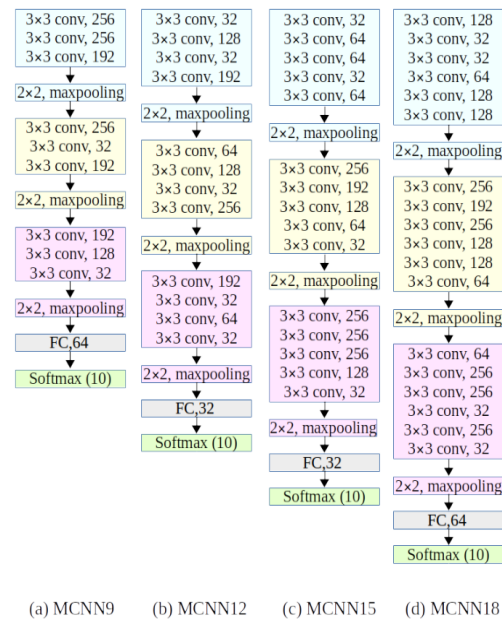 3×3 conv, 256
3×3 conv, 256
3×3 conv, 192
2×2, maxpooling
3×3 conv, 256
3×3 conv, 32
3×3 conv, 192
2×2, maxpooling
3×3 conv, 192
3×3 conv, 128
3×3 conv, 32
2×2, maxpooling
FC,64
Softmax (10)
(a) MCNN9
3×3 conv, 32
3×3 conv, 128
3×3 conv, 32
3×3 conv, 192
2×2, maxpooling
3×3 conv, 64
3×3 conv, 128
3×3 conv, 32
3×3 conv, 256
2×2, maxpooling
3×3 conv, 192
3×3 conv, 32
3×3 conv, 64
3×3 conv, 32
2×2, maxpooling
FC,32
Softmax (10)
(b) MCNN12
3×3 conv, 32
3×3 conv, 64
3×3 conv, 64
3×3 conv, 32
3×3 conv, 64
2×2, maxpooling
3×3 conv, 256
3×3 conv, 192
3×3 conv, 128
3×3 conv, 64
3×3 conv, 32
2×2, maxpooling
3×3 conv, 256
3×3 conv, 256
3×3 conv, 256
3×3 conv, 128
3×3 conv, 32
2×2, maxpooling
FC,32
Softmax (10)
(c) MCNN15
3×3 conv, 128
3×3 conv, 32
3×3 conv, 32
3×3 conv, 64
3×3 conv, 128
3×3 conv, 128
2×2, maxpooling
3×3 conv, 256
3×3 conv, 192
3×3 conv, 256
3×3 conv, 128
3×3 conv, 128
3×3 conv, 64
2×2, maxpooling
3×3 conv, 64
3×3 conv, 256
3×3 conv, 256
3×3 conv, 32
3×3 conv, 256
3×3 conv, 32
2×2, maxpooling
FC,64
Softmax (10)
(d) MCNN18